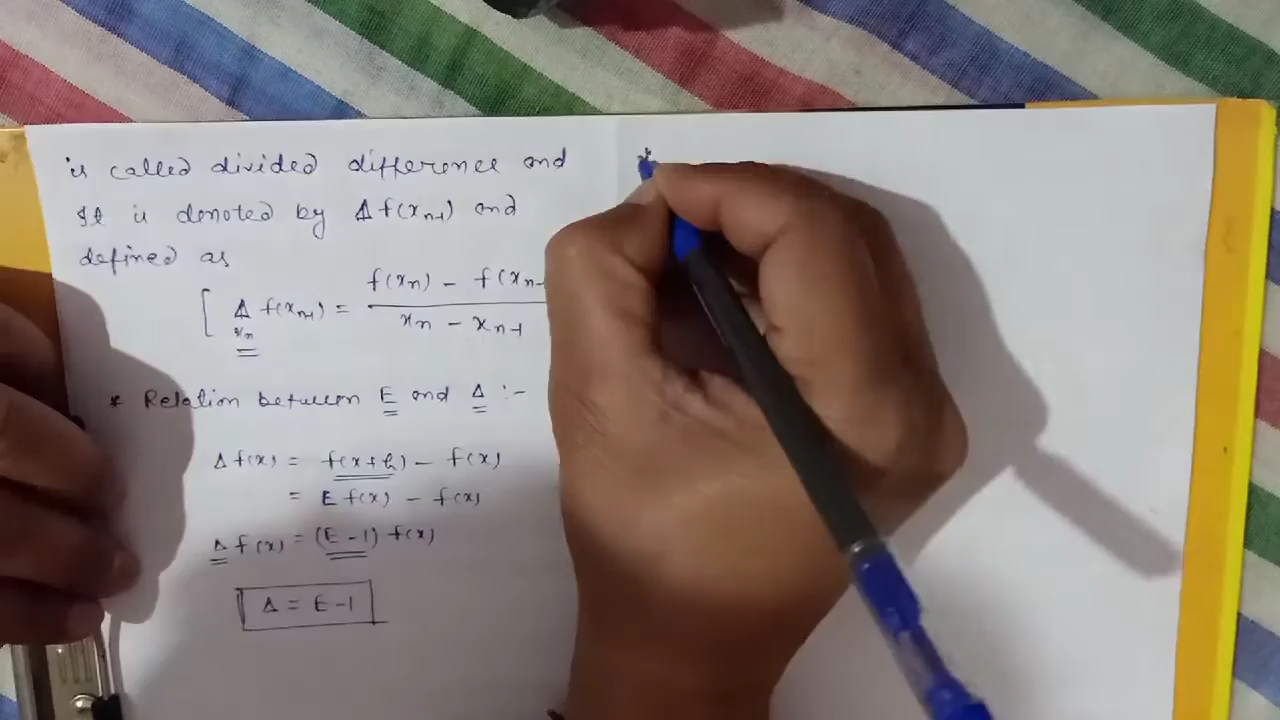 is called divided difference and
It is denoted by Δ f(xn-1) and
defined as
[ Δ f(xn-1) = f(xn) - f(xn-
xn xn - xn-1
* Relation between E and Δ :-
Δ f(x) = f(x+h) - f(x)
= E f(x) - f(x)
Δ f(x) = (E - 1) f(x)
Δ = E-1
*